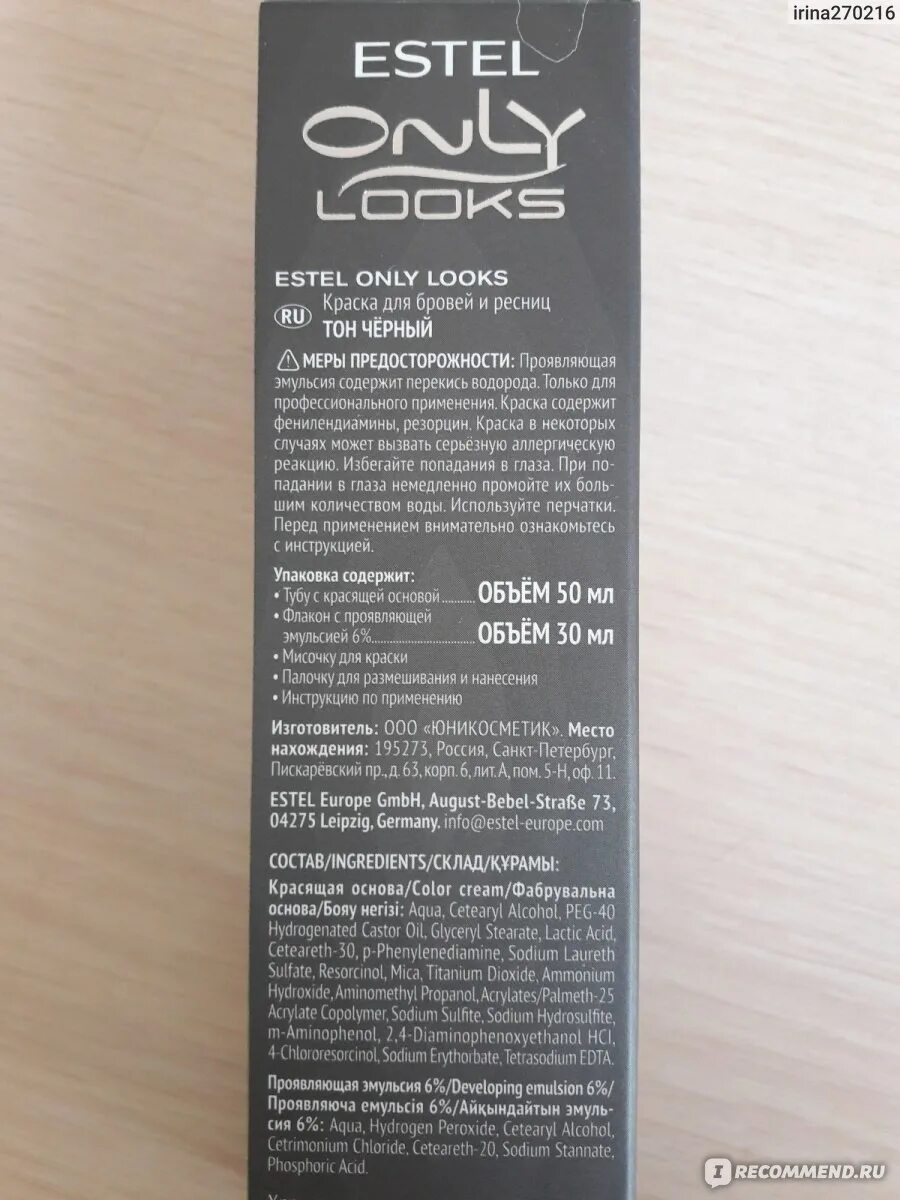 irina270216
ESTEL
ONLY
LOOKS
ESTEL ONLY LOOKS
RU
Краска для бровей и ресниц
ТОН ЧЁРНЫЙ
МЕРЫ ПРЕДОСТОРОЖНОСТИ: Проявляющая
эмульсия содержит перекись водорода. Только для
профессионального применения. Краска содержит
фенилендиамины, резорцин. Краска в некоторых
случаях может вызвать серьёзную аллергическую
реакцию. Избегайте попадания в глаза. При по-
падании в глаза немедленно промойте их боль-
шим количеством воды. Используйте перчатки.
Перед применением внимательно ознакомьтесь
с инструкцией.
Упаковка содержит:
• Тубу с красящей основой.......... ОБЪЁМ 50 мл
• Флакон с проявляющей
эмульсией 6%........................ ОБЪЁМ 30 мл
• Мисочку для краски
• Палочку для размешивания и нанесения
• Инструкцию по применению
Изготовитель: ООО «ЮНИКОСМЕТИК». Место
нахождения: 195273, Россия, Санкт-Петербург,
Пискарёвский пр., д. 63, корп. 6, лит. А, пом. 5-Н, оф. 11.
ESTEL Europe GmbH, August-Bebel-Straße 73,
04275 Leipzig, Germany. info@estel-europe.com
СОСТАВ/INGREDIENTS/СКЛАД/ҚҰРАМЫ:
Красящая основа/Color cream/Фабрувальна
основа/Бояу негізі: Aqua, Cetearyl Alcohol, PEG-40
Hydrogenated Castor Oil, Glyceryl Stearate, Lactic Acid,
Ceteareth-30, p-Phenylenediamine, Sodium Laureth
Sulfate, Resorcinol, Mica, Titanium Dioxide, Ammonium
Hydroxide, Aminomethyl Propanol, Acrylates/Palmeth-25
Acrylate Copolymer, Sodium Sulfite, Sodium Hydrosulfite,
m-Aminophenol, 2,4-Diaminophenoxyethanol HCl,
4-Chlororesorcinol, Sodium Erythorbate, Tetrasodium EDTA.
Проявляющая эмульсия 6%/Developing emulsion 6%/
Проявляюча емульсія 6%/Айқындайтын эмуль-
сия 6%: Aqua, Hydrogen Peroxide, Cetearyl Alcohol,
Cetrimonium Chloride, Ceteareth-20, Sodium Stannate,
Phosphoric Acid.
I RECOMMEND.RU